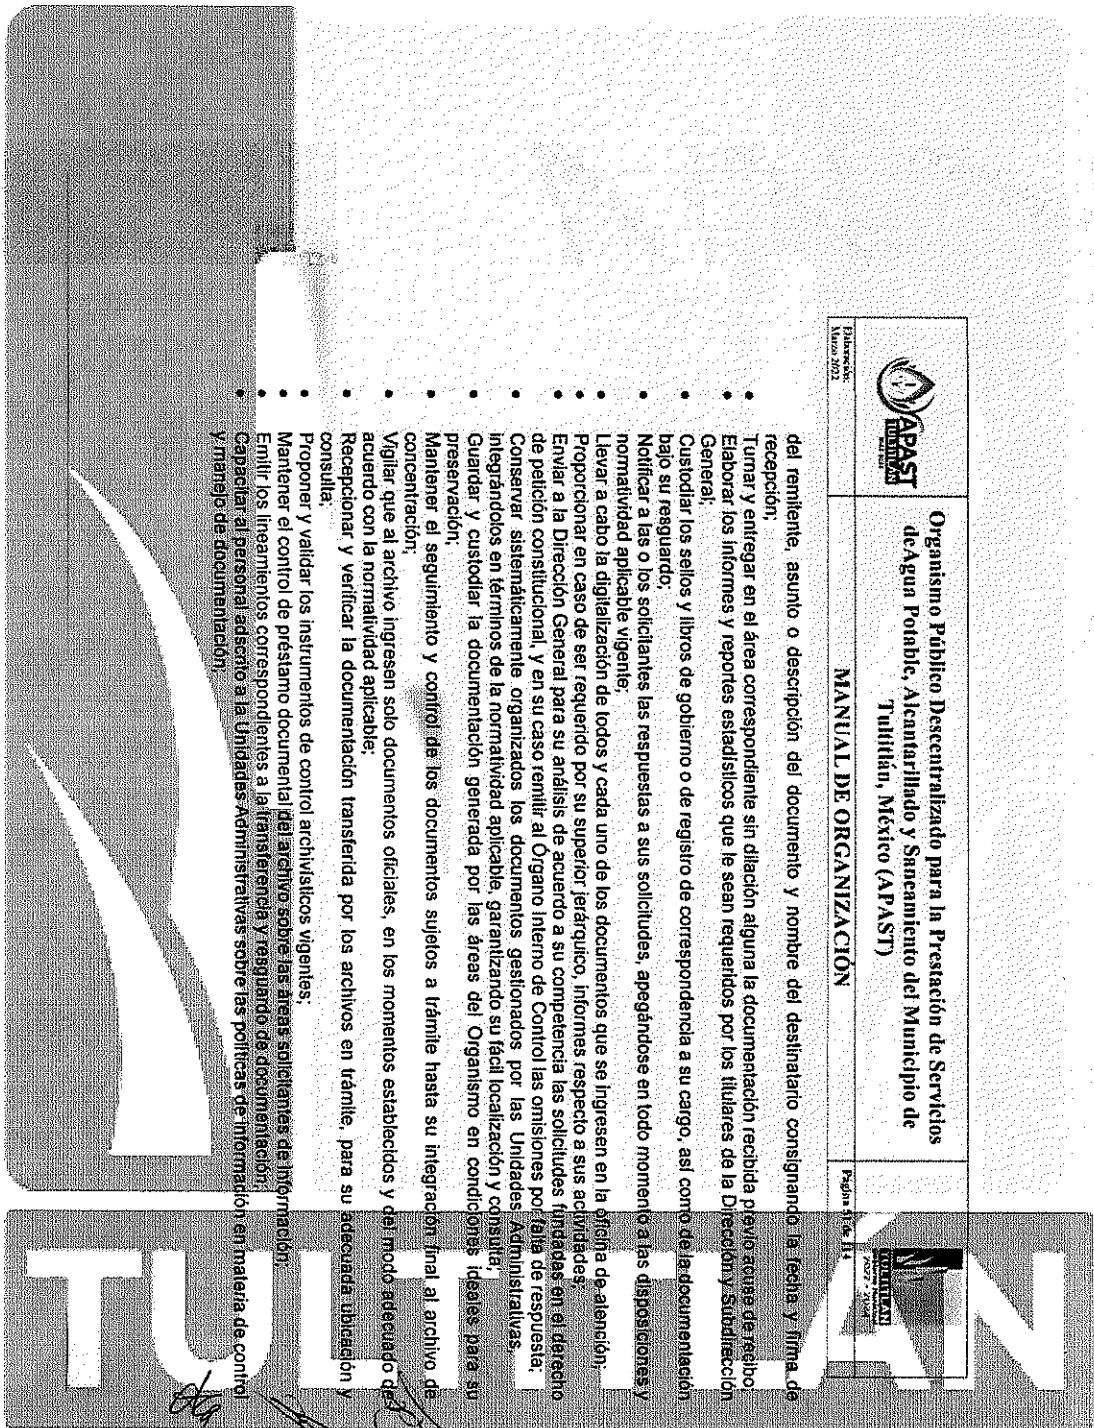 APAST
TULTITLÁN
Organismo Público Descentralizado para la Prestación de Servicios
de Agua Potable, Alcantarillado y Saneamiento del Municipio de
Tultitlán, México (APAST)
TULTITLÁN
2022 - 2024
Elaboración:
Marzo 2022
MANUAL DE ORGANIZACIÓN
Página 51 de 114
del remitente, asunto o descripción del documento y nombre del destinatario consignando la fecha y firma de
recepción;
• Turnar y entregar en el área correspondiente sin dilación alguna la documentación recibida previo acuse de recibo;
Elaborar los informes y reportes estadísticos que le sean requeridos por los titulares de la Dirección y Subdirección
General;
• Custodiar los sellos y libros de gobierno o de registro de correspondencia a su cargo, así como de la documentación
bajo su resguardo;
• Notificar a las o los solicitantes las respuestas a sus solicitudes, apegándose en todo momento a las disposiciones y
normatividad aplicable vigente;
• Llevar a cabo la digitalización de todos y cada uno de los documentos que se ingresen en la oficina de atención;
• Proporcionar en caso de ser requerido por su superior jerárquico, informes respecto a sus actividades;
• Enviar a la Dirección General para su análisis de acuerdo a su competencia las solicitudes fundadas en el derecho
de petición constitucional, y en su caso remitir al Órgano Interno de Control las omisiones por falta de respuesta;
• Conservar sistemáticamente organizados los documentos gestionados por las Unidades Administrativas,
integrándolos en términos de la normatividad aplicable, garantizando su fácil localización y consulta;
• Guardar y custodiar la documentación generada por las áreas del Organismo en condiciones ideales para su
preservación;
• Mantener el seguimiento y control de los documentos sujetos a trámite hasta su integración final al archivo de
concentración;
• Vigilar que al archivo ingresen solo documentos oficiales, en los momentos establecidos y del modo adecuado de
acuerdo con la normatividad aplicable;
• Recepcionar y verificar la documentación transferida por los archivos en trámite, para su adecuada ubicación y
consulta;
• Proponer y validar los instrumentos de control archivísticos vigentes;
• Mantener el control de préstamo documental del archivo sobre las áreas solicitantes de información;
• Emitir los lineamientos correspondientes a la transferencia y resguardo de documentación;
• Capacitar al personal adscrito a la Unidades Administrativas sobre las políticas de información en materia de control
y manejo de documentación;
TULTITLÁN